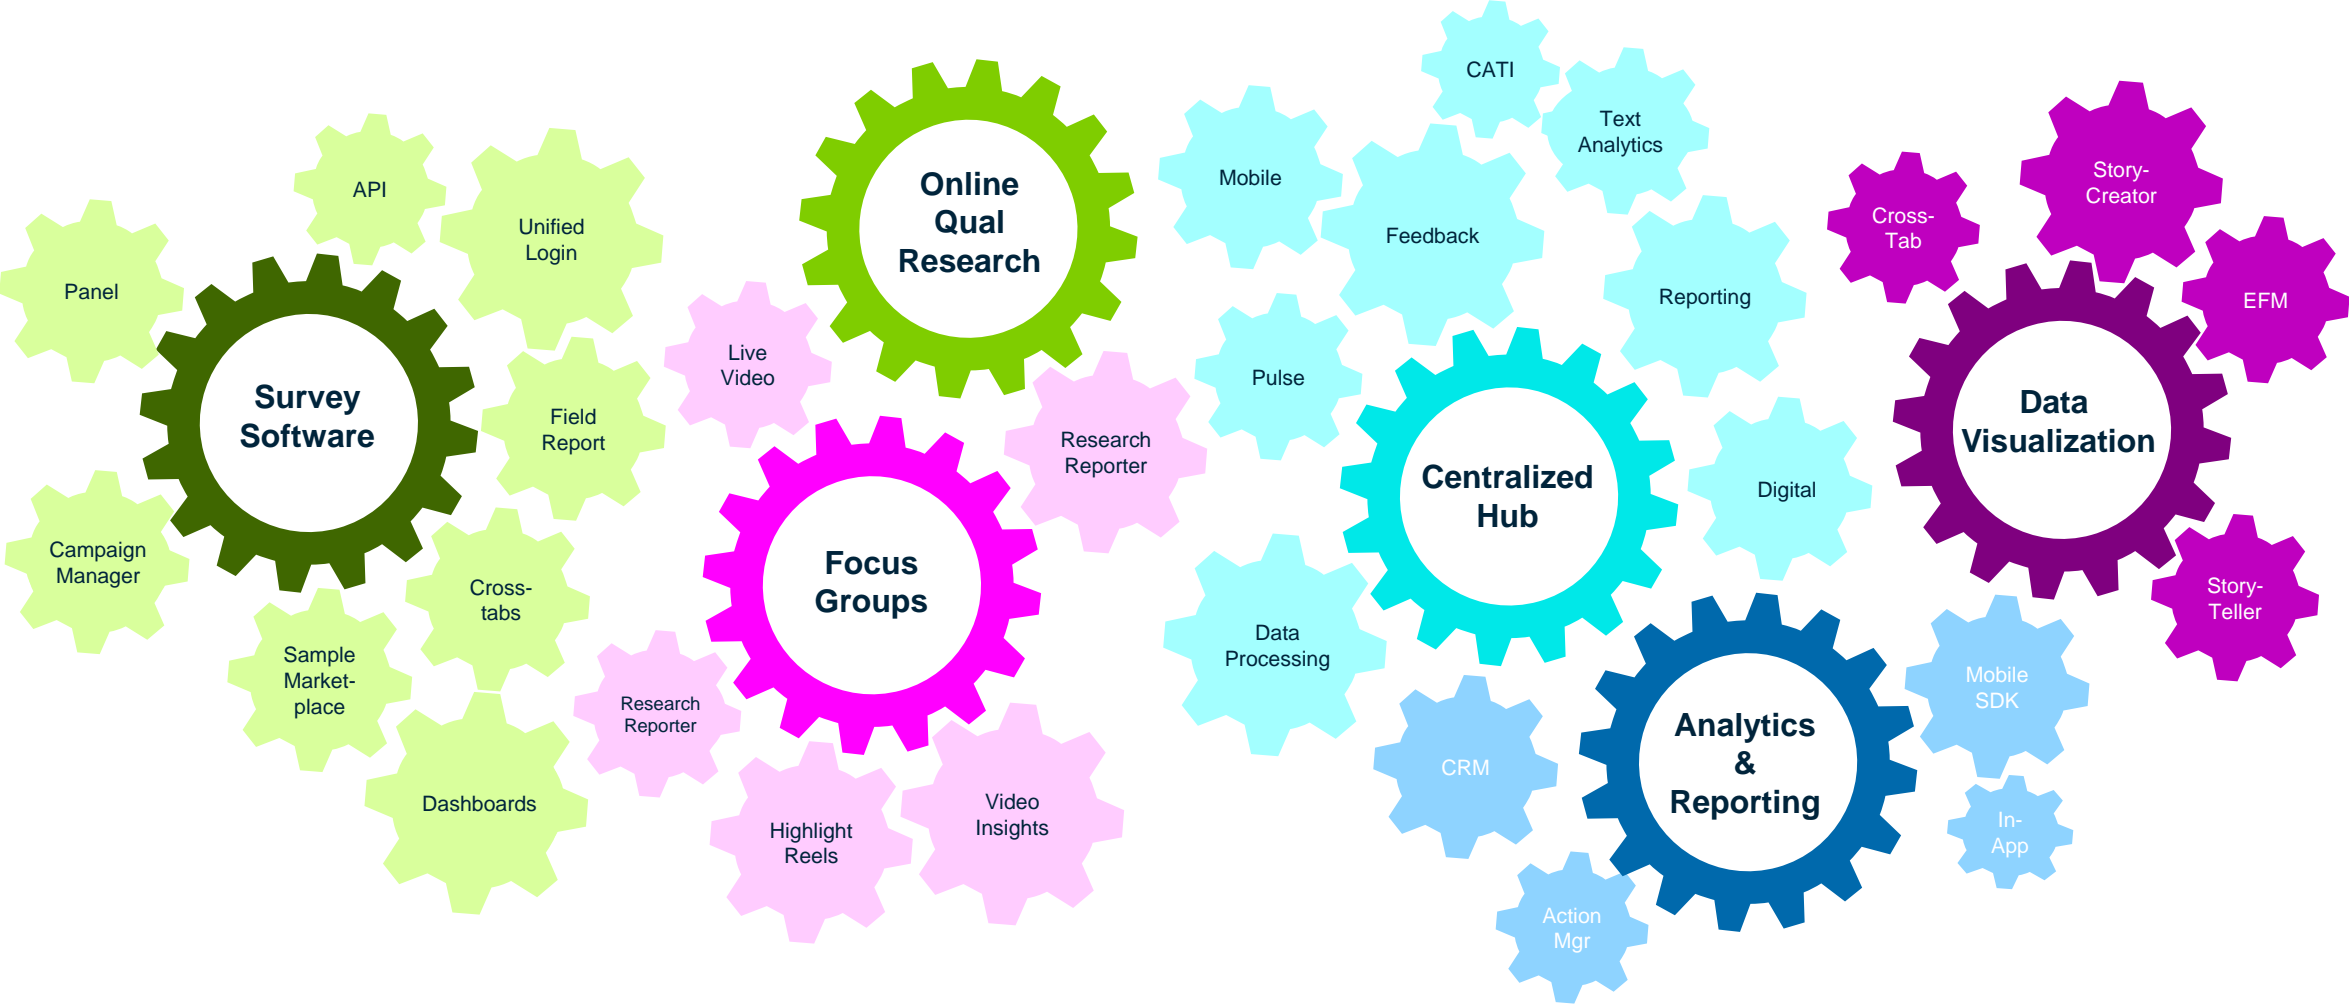 API
Unified
Login
Panel
Survey
Software
Field
Report
Campaign
Manager
Cross-
tabs
Sample
Market-
place
Dashboards
Online
Qual
Research
Live
Video
Research
Reporter
Focus
Groups
Research
Reporter
Highlight
Reels
Video
Insights
CATI
Text
Analytics
Mobile
Feedback
Reporting
Pulse
Centralized
Hub
Digital
Data
Processing
Story-
Creator
Cross-
Tab
EFM
Data
Visualization
Story-
Teller
Mobile
SDK
Analytics
&
Reporting
CRM
In-
App
Action
Mgr